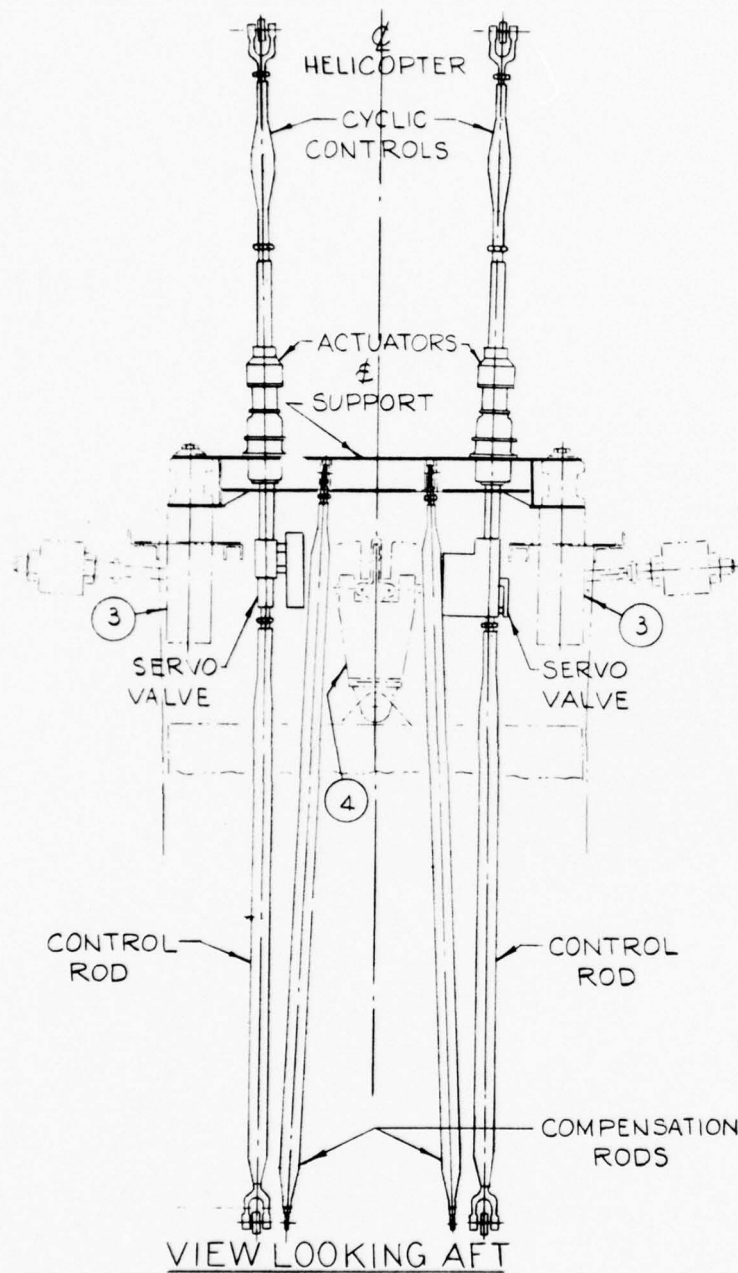 ℄
HELICOPTER
CYCLIC
CONTROLS
ACTUATORS
℄
SUPPORT
3
3
SERVO
VALVE
SERVO
VALVE
4
CONTROL
ROD
CONTROL
ROD
COMPENSATION
RODS
VIEW LOOKING AFT